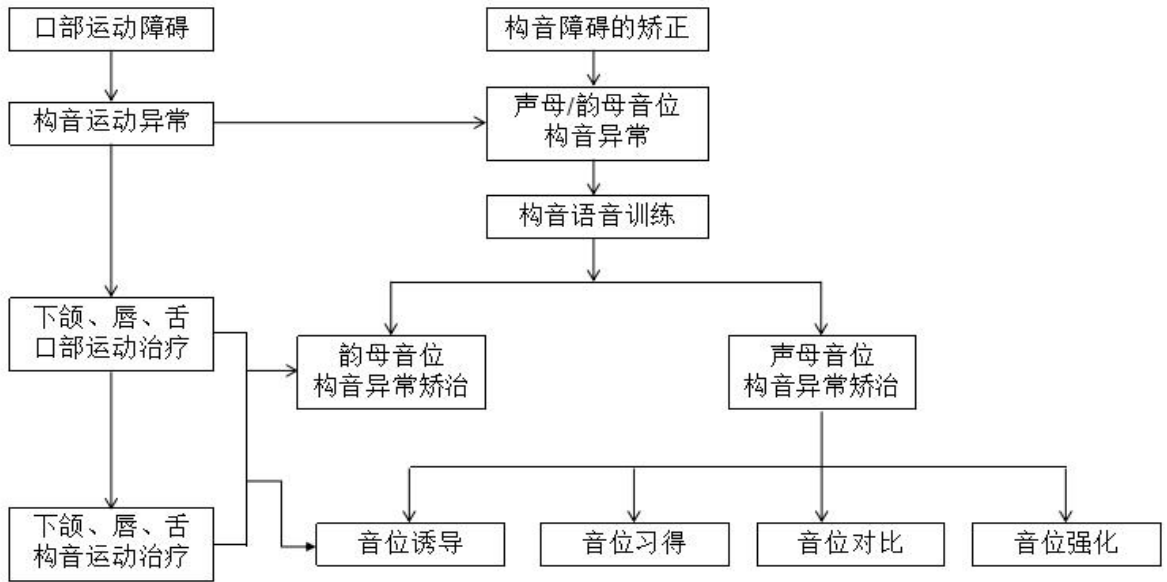 口部运动障碍
构音障碍的矫正
构音运动异常
声母/韵母音位
构音异常
构音语音训练
下颌、唇、舌
口部运动治疗
韵母音位
构音异常矫治
声母音位
构音异常矫治
下颌、唇、舌
构音运动治疗
音位诱导
音位习得
音位对比
音位强化